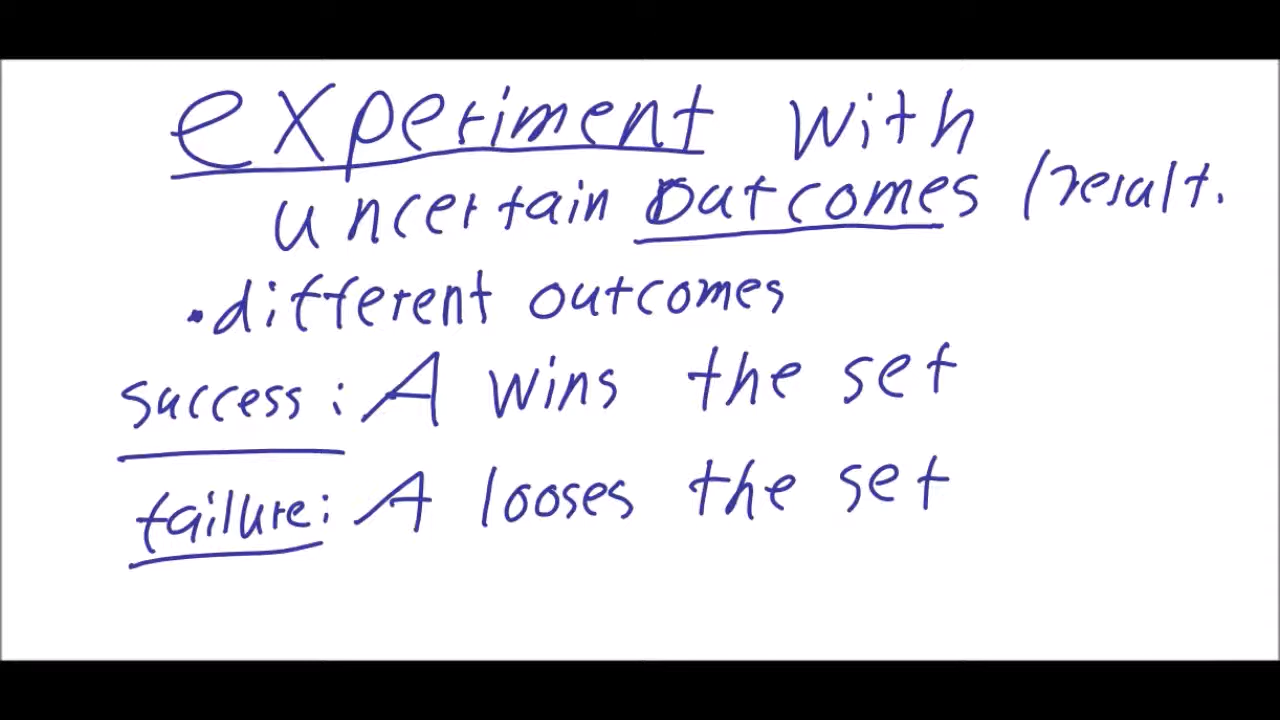 experiment with
uncertain outcomes (result.
• different outcomes
success: A wins the set
failure: A looses the set